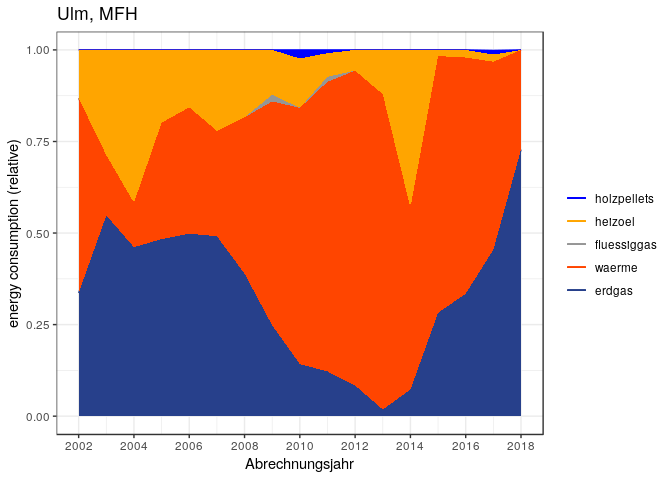 Ulm, MFH
energy consumption (relative)
1.00
0.75
0.50
0.25
0.00
2002 2004 2006 2008 2010 2012 2014 2016 2018
Abrechnungsjahr
holzpellets
heizoel
fluessiggas
waerme
erdgas